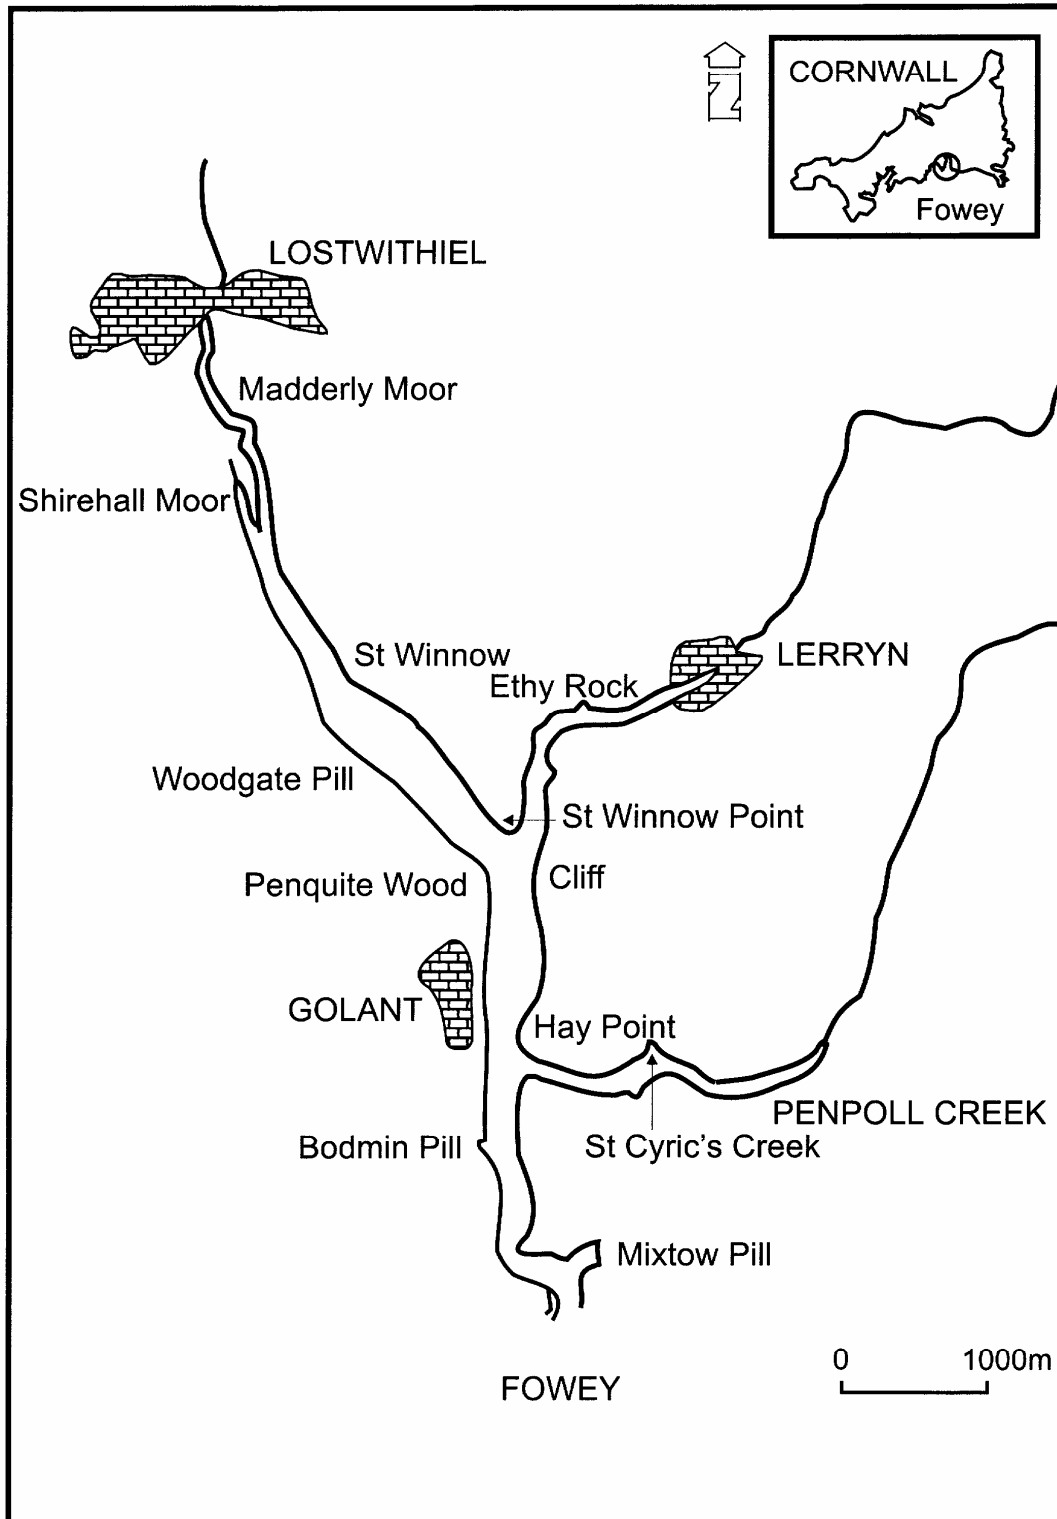 CORNWALL
N
Fowey
LOSTWITHIEL
Madderly Moor
Shirehall Moor
St Winnow
LERRYN
Ethy Rock
Woodgate Pill
St Winnow Point
Cliff
Penquite Wood
GOLANT
Hay Point
PENPOLL CREEK
Bodmin Pill
St Cyric's Creek
Mixtow Pill
0 1000m
FOWEY